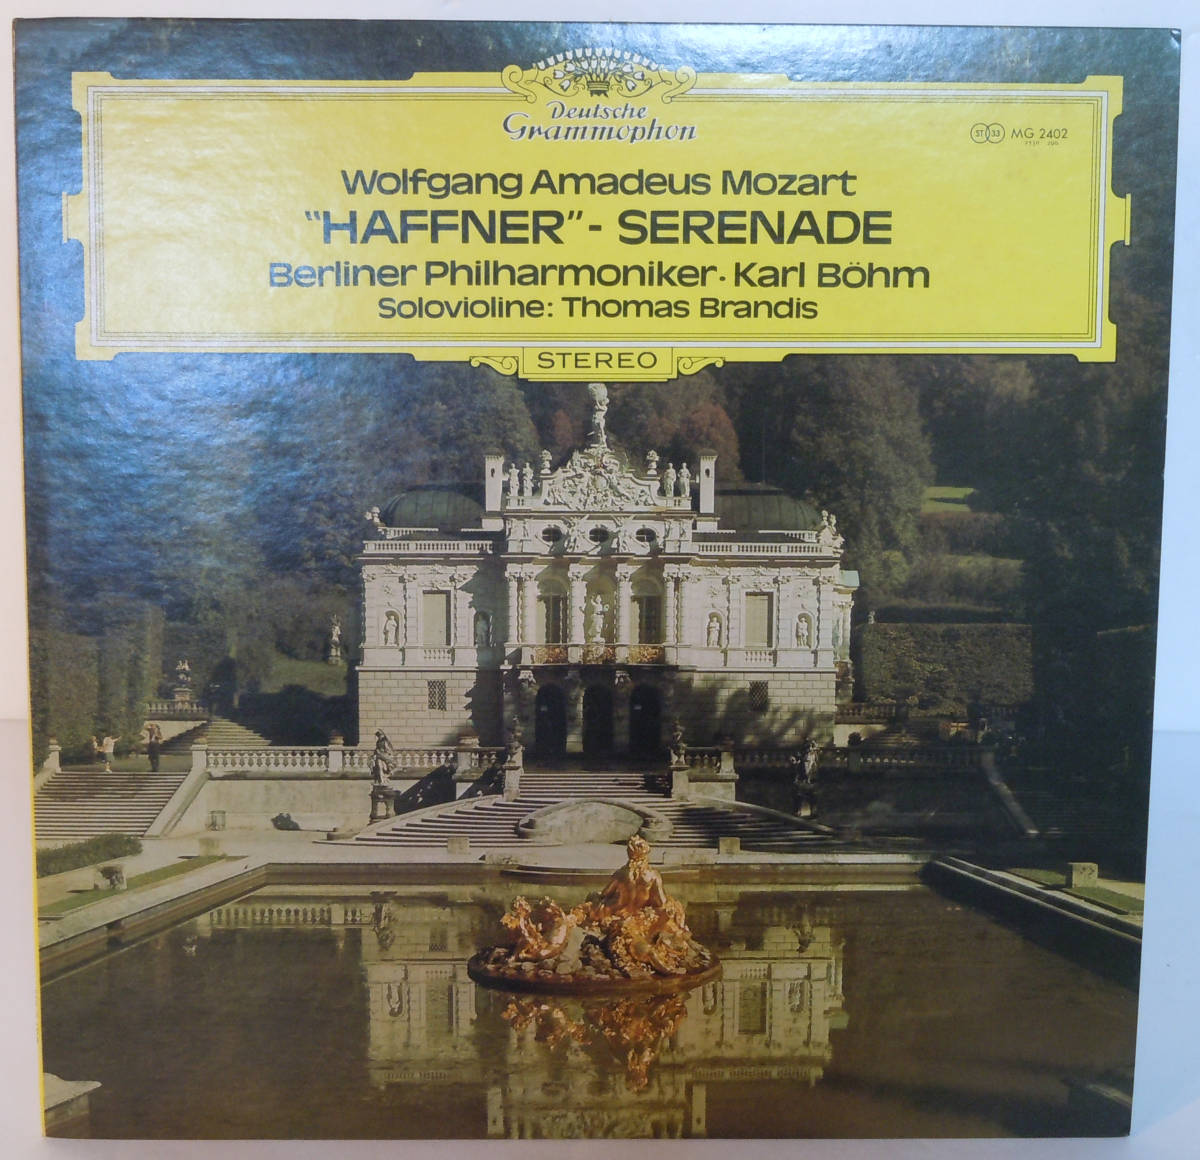 Deutsche
Grammophon
ST 33 MG 2402
Wolfgang Amadeus Mozart
"HAFFNER" - SERENADE
Berliner Philharmoniker · Karl Böhm
Solovioline: Thomas Brandis
STEREO